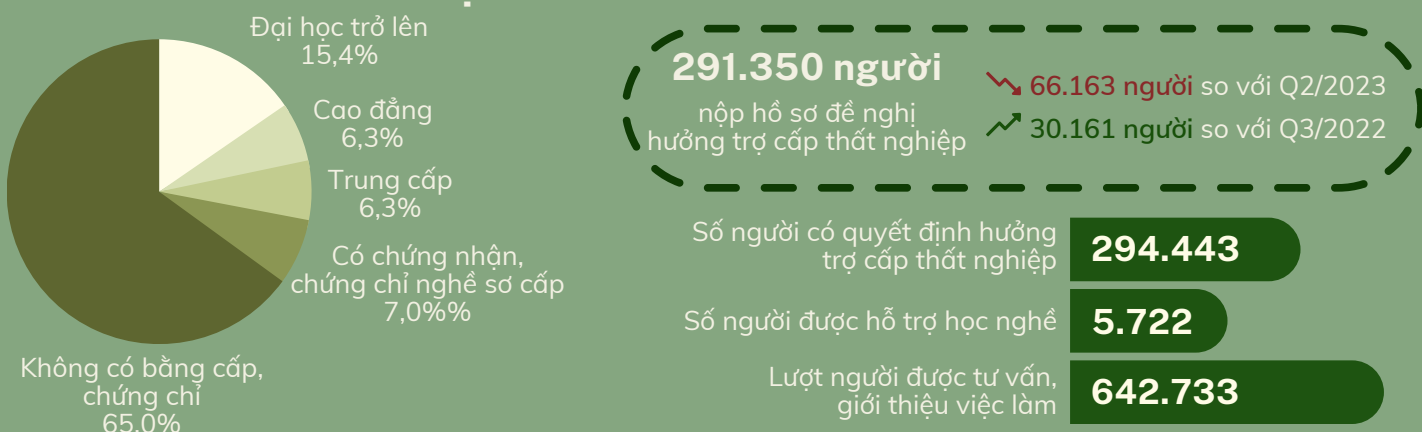 Đại học trở lên
15,4%
Cao đẳng
6,3%
Trung cấp
6,3%
Có chứng nhận,
chứng chỉ nghề sơ cấp
7,0%%
Không có bằng cấp,
chứng chỉ
65,0%
291.350 người
nộp hồ sơ đề nghị
hưởng trợ cấp thất nghiệp
66.163 người so với Q2/2023
30.161 người so với Q3/2022
Số người có quyết định hưởng
trợ cấp thất nghiệp
294.443
Số người được hỗ trợ học nghề
5.722
Lượt người được tư vấn,
giới thiệu việc làm
642.733